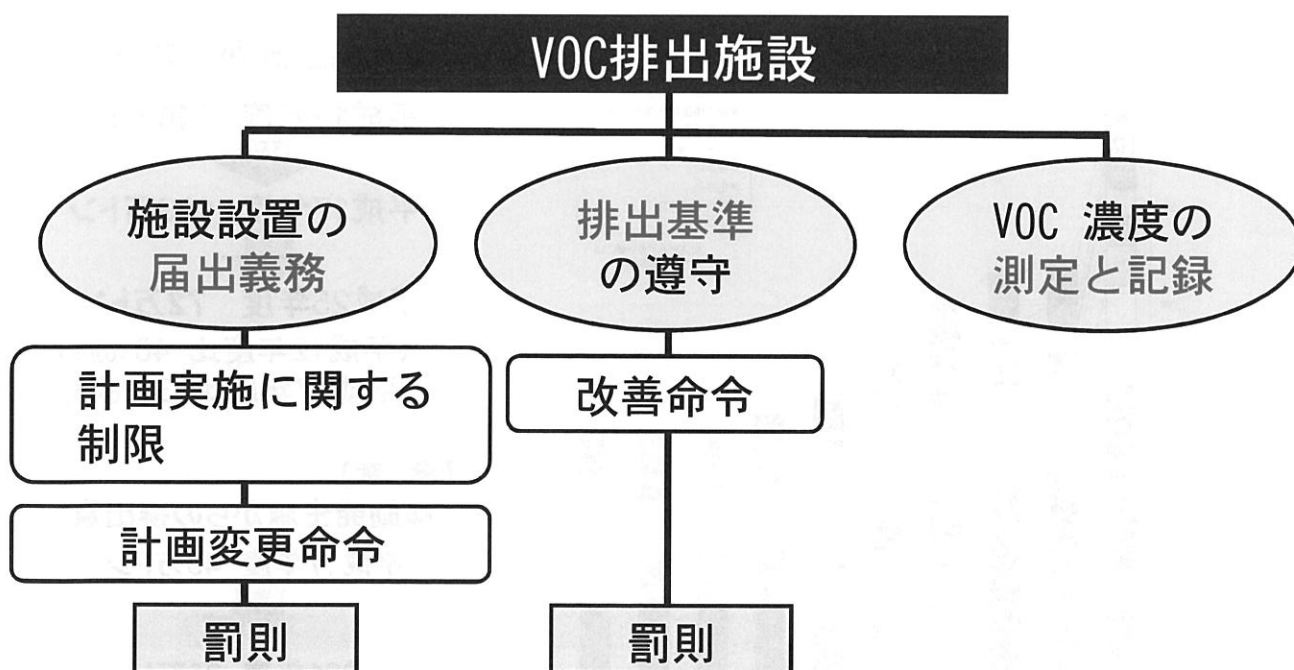 VOC排出施設
施設設置の
届出義務
排出基準
の遵守
VOC 濃度の
測定と記録
計画実施に関する
制限
改善命令
計画変更命令
罰則
罰則